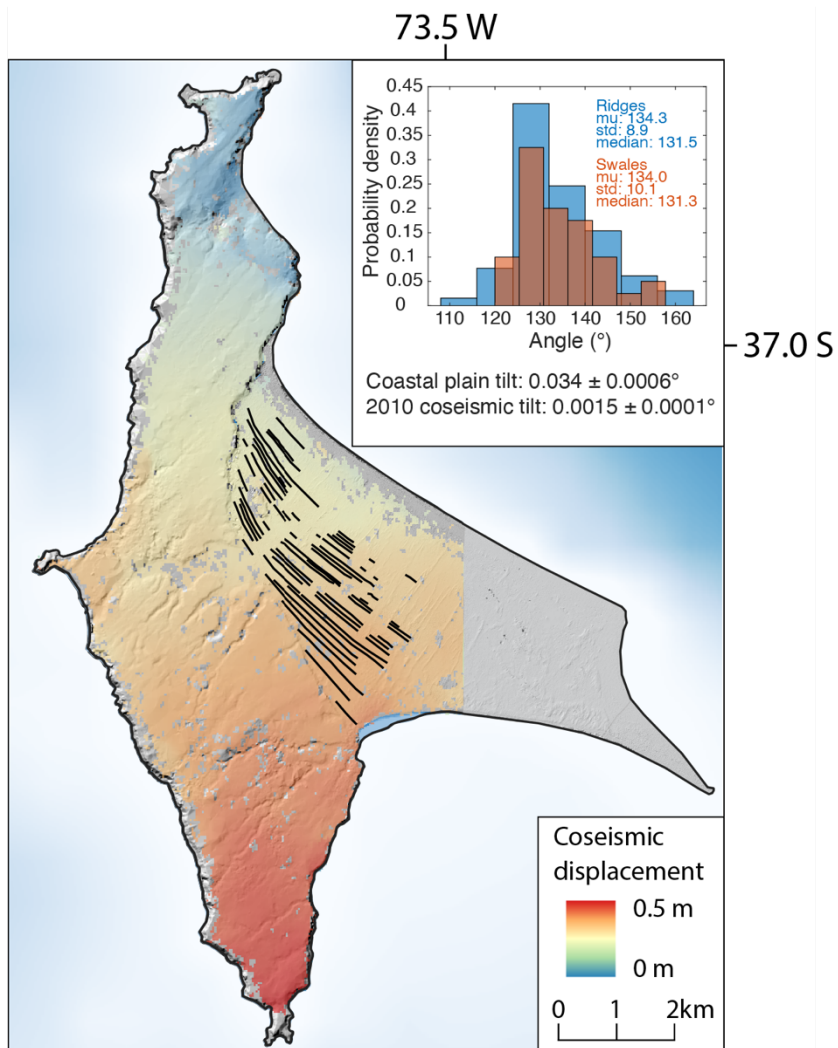 73.5 W
37.0 S
0.45
0.4
0.35
0.3
0.25
0.2
0.15
0.1
0.05
0
Probability density
Ridges
mu: 134.3
std: 8.9
median: 131.5
Swales
mu: 134.0
std: 10.1
median: 131.3
110 120 130 140 150 160
Angle (°)
Coastal plain tilt: 0.034 ± 0.0006°
2010 coseismic tilt: 0.0015 ± 0.0001°
Coseismic
displacement
0.5 m
0 m
0 1 2km